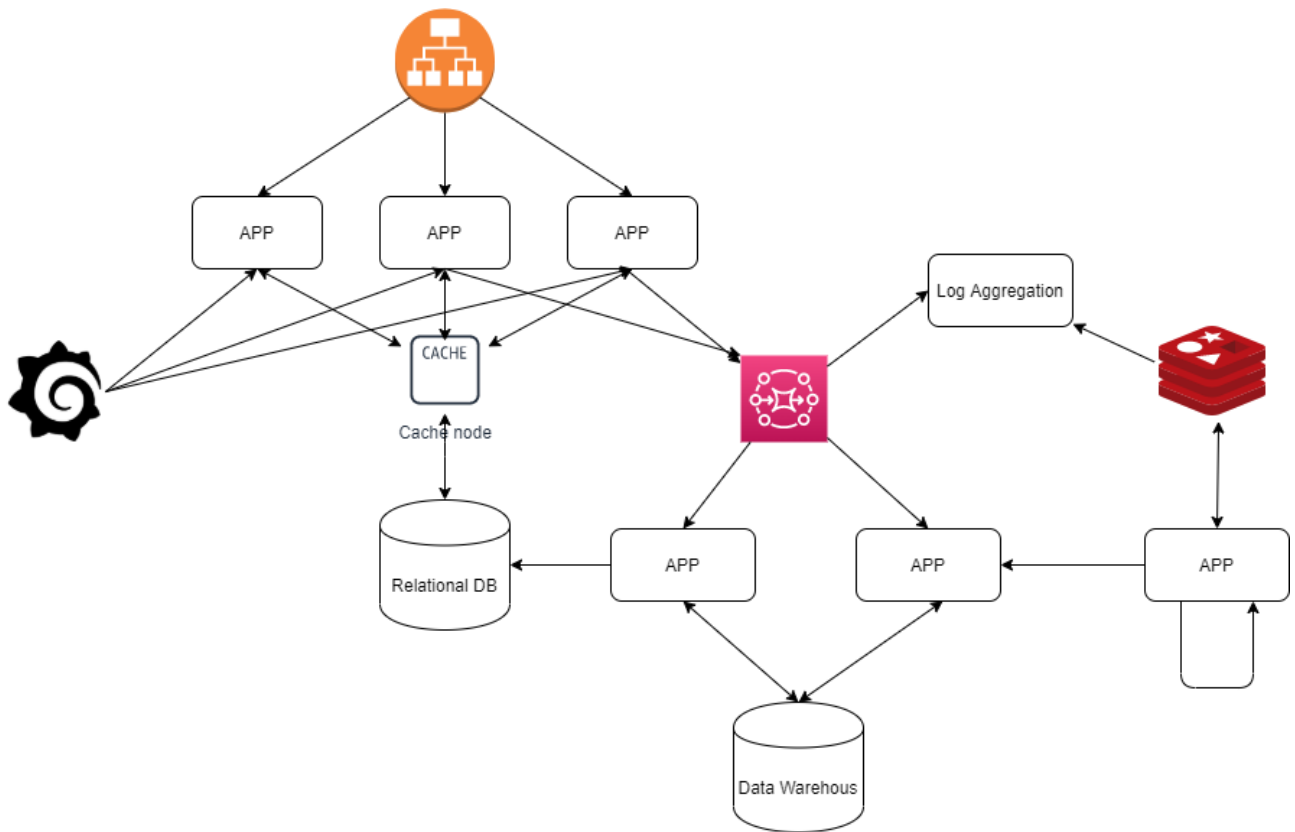 APP
APP
APP
Log Aggregation
CACHE
Cache node
Relational DB
APP
APP
APP
Data Warehous